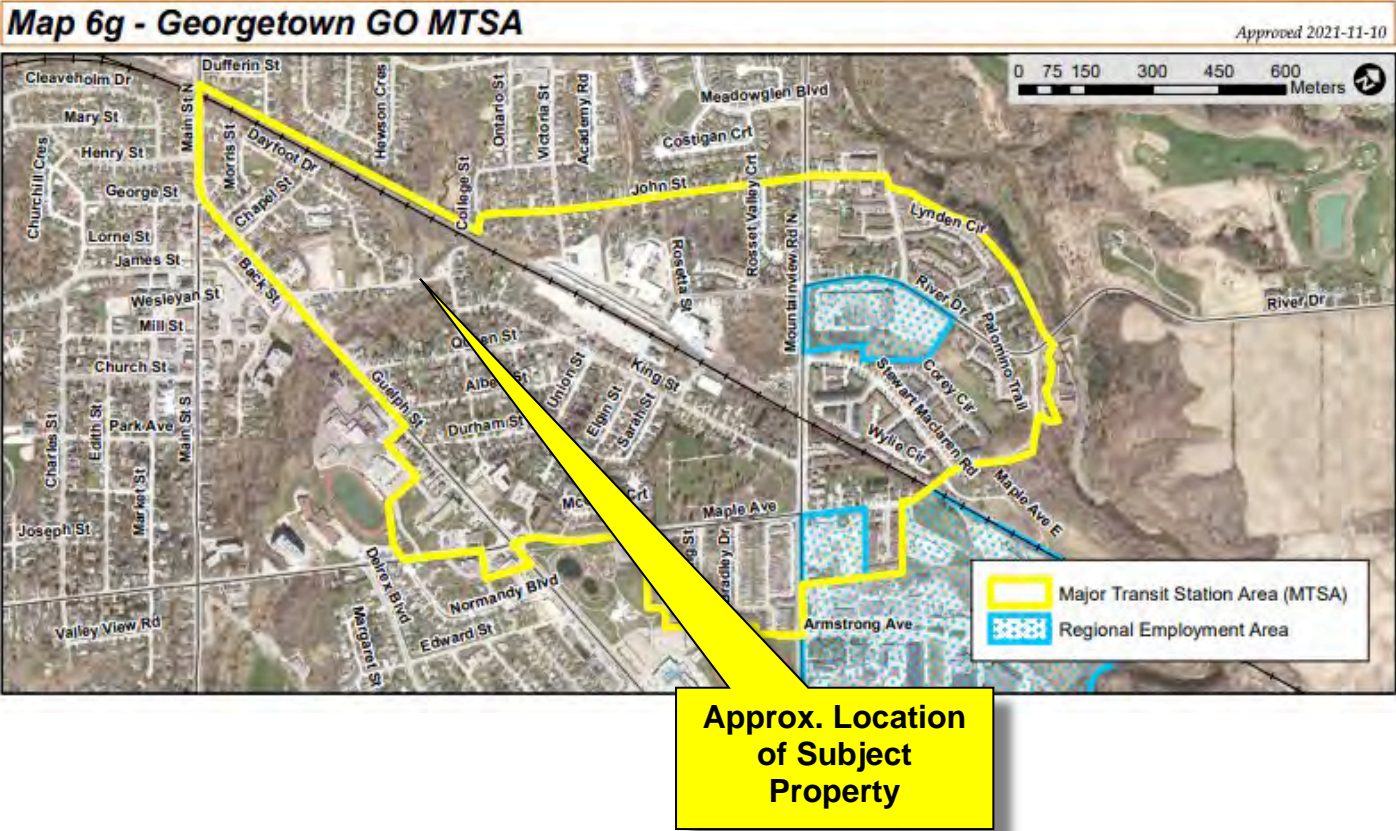 Map 6g - Georgetown GO MTSA
Approved 2021-11-10
0 75 150 300 450 600
Meters
Cleaveholm Dr
Dufferin St
Mary St
Main St N
Hewson Cres
Ontario St
Victoria St
Academy Rd
Meadowglen Blvd
Costigan Crt
Henry St
Morris St
Dayfoot Dr
Churchill Cres
George St
Chapel St
College St
John St
Rosset Valley Crt
Mountainview Rd N
Lynden Cir
Lorne St
James St
Back St
Rosetta St
River Dr
River Dr
Wesleyan St
Mill St
Queen St
Palomino Trail
Church St
Guelph St
Albert St
Union St
King St
Corey Cir
Stewart Maclaren Rd
Charles St
Edith St
Park Ave
Main St S
Durham St
Elgin St
Sarah St
Wylie Cir
Market St
Maple Ave E
Joseph St
Crt
Maple Ave
Delrex Blvd
Normandy Blvd
Valley View Rd
Margaret St
Edward St
Armstrong Ave
Major Transit Station Area (MTSA)
Regional Employment Area
Approx. Location
of Subject
Property